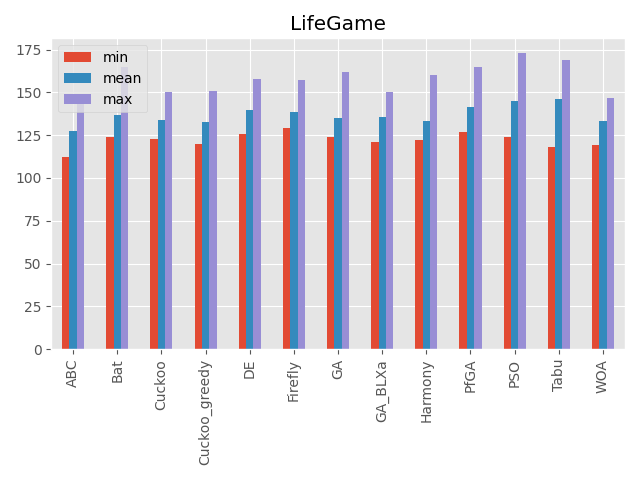 LifeGame
min
mean
max
175
150
125
100
75
50
25
0
ABC
Bat
Cuckoo
Cuckoo_greedy
DE
Firefly
GA
GA_BLXa
Harmony
PfGA
PSO
Tabu
WOA